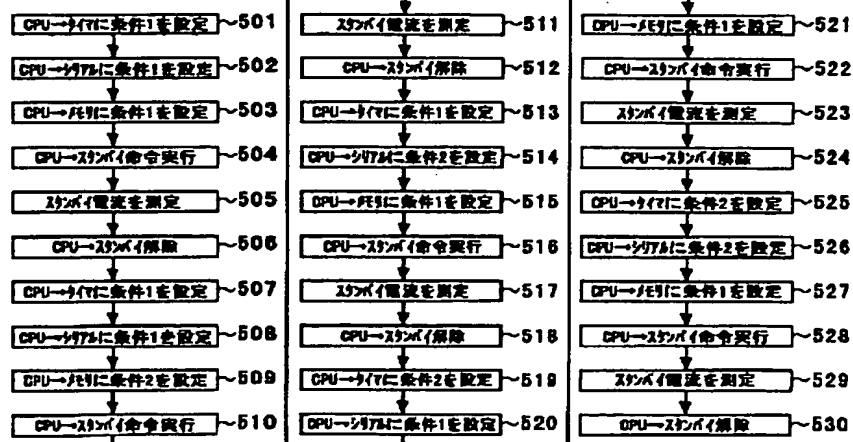 CPU→タイマに条件1を設定 ~501
CPU→シリアルに条件1を設定 ~502
CPU→メモリに条件1を設定 ~503
CPU→スタンバイ命令実行 ~504
スタンバイ電流を測定 ~505
CPU→スタンバイ解除 ~506
CPU→タイマに条件1を設定 ~507
CPU→シリアルに条件1を設定 ~508
CPU→メモリに条件2を設定 ~509
CPU→スタンバイ命令実行 ~510
スタンバイ電流を測定 ~511
CPU→スタンバイ解除 ~512
CPU→タイマに条件1を設定 ~513
CPU→シリアルに条件2を設定 ~514
CPU→メモリに条件1を設定 ~515
CPU→スタンバイ命令実行 ~516
スタンバイ電流を測定 ~517
CPU→スタンバイ解除 ~518
CPU→タイマに条件2を設定 ~519
CPU→シリアルに条件1を設定 ~520
CPU→メモリに条件1を設定 ~521
CPU→スタンバイ命令実行 ~522
スタンバイ電流を測定 ~523
CPU→スタンバイ解除 ~524
CPU→タイマに条件2を設定 ~525
CPU→シリアルに条件2を設定 ~526
CPU→メモリに条件1を設定 ~527
CPU→スタンバイ命令実行 ~528
スタンバイ電流を測定 ~529
CPU→スタンバイ解除 ~530